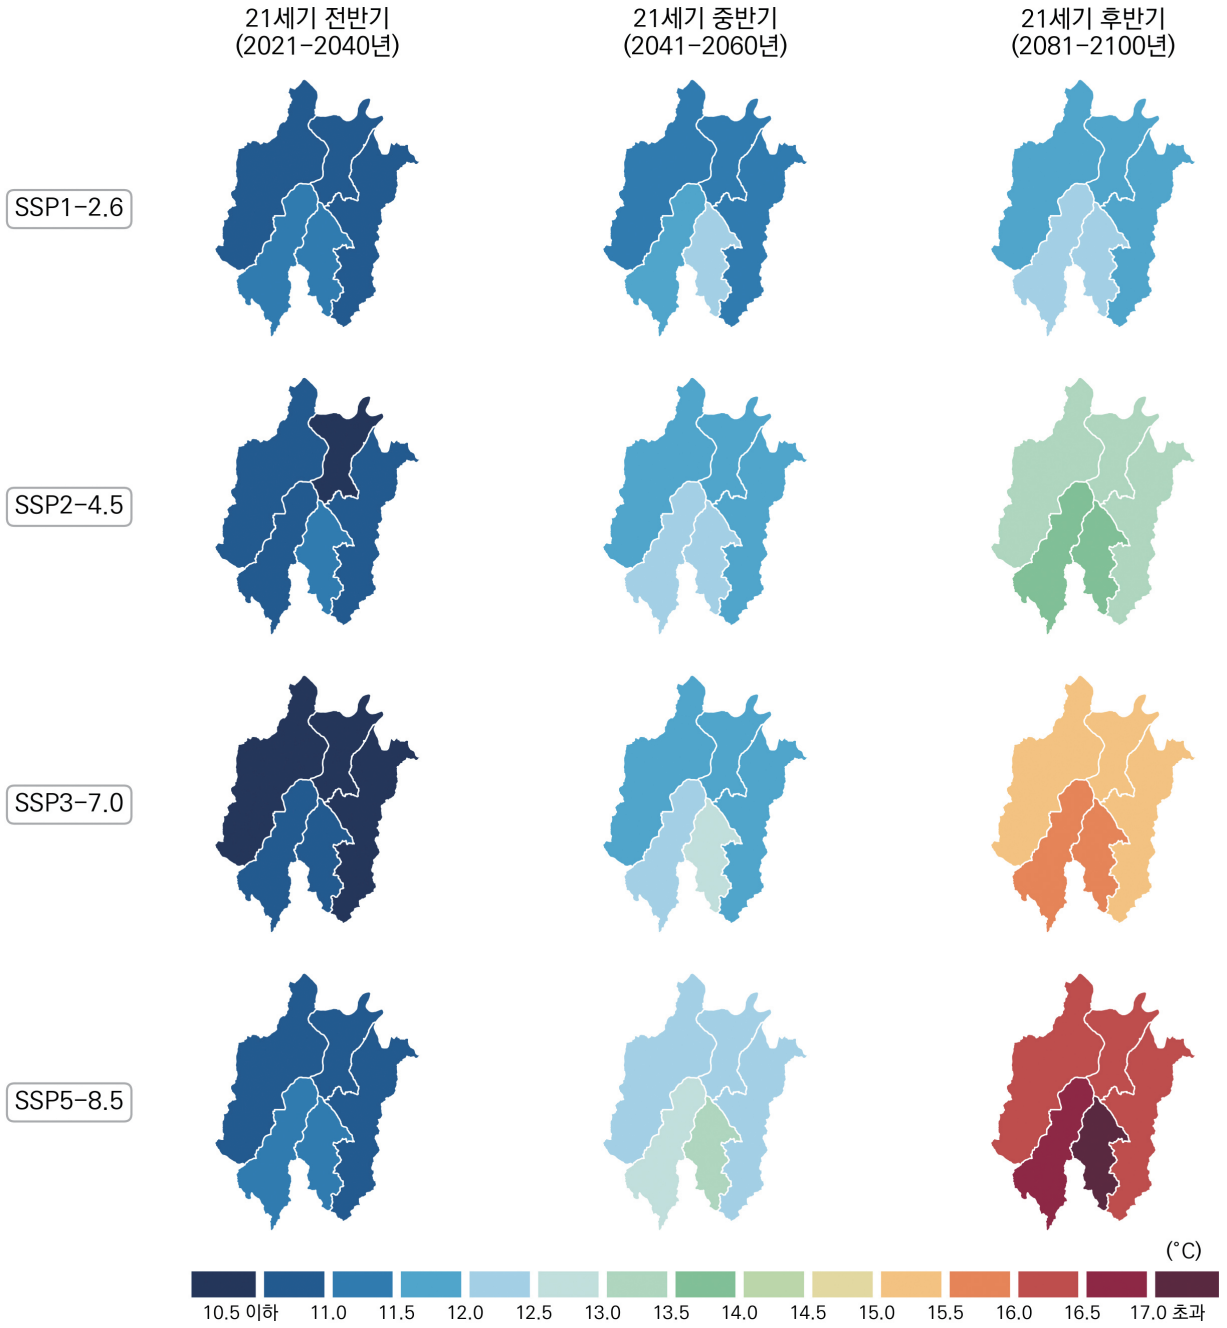 21세기 전반기
(2021-2040년)
21세기 중반기
(2041-2060년)
21세기 후반기
(2081-2100년)
SSP1-2.6
SSP2-4.5
SSP3-7.0
SSP5-8.5
(°C)
10.5 이하 11.0 11.5 12.0 12.5 13.0 13.5 14.0 14.5 15.0 15.5 16.0 16.5 17.0 초과